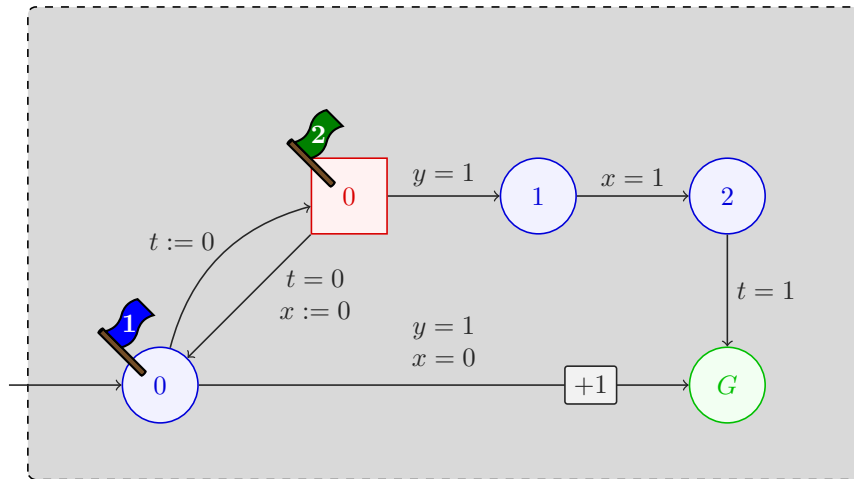 2
0
y = 1
1
x = 1
2
t := 0
t = 0
x := 0
t = 1
1
0
y = 1
x = 0
+1
G